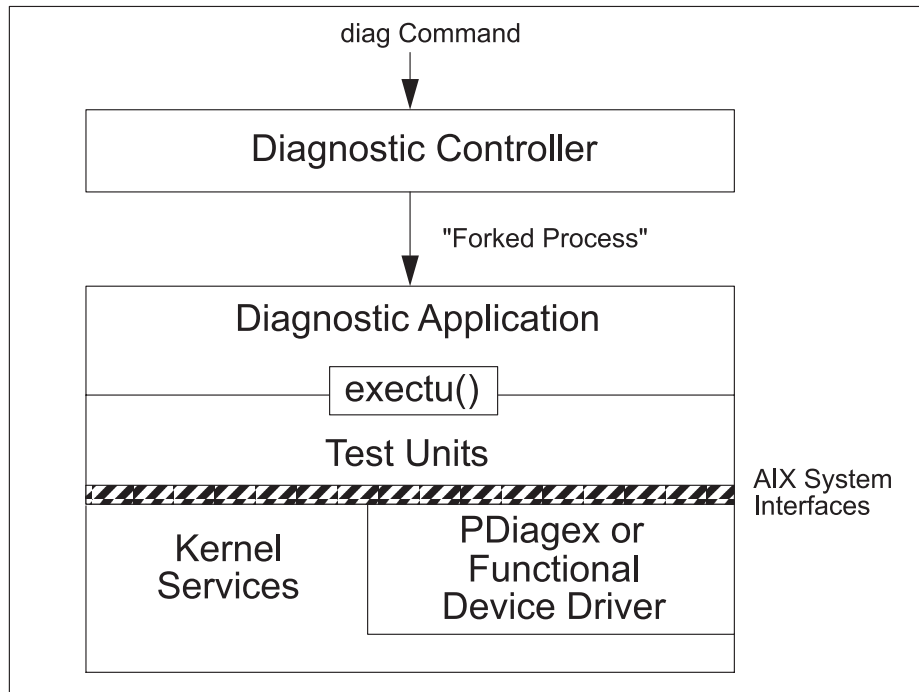 diag Command
Diagnostic Controller
"Forked Process"
Diagnostic Application
exectu()
Test Units
AIX System
Interfaces
Kernel
Services
PDiagex or
Functional
Device Driver